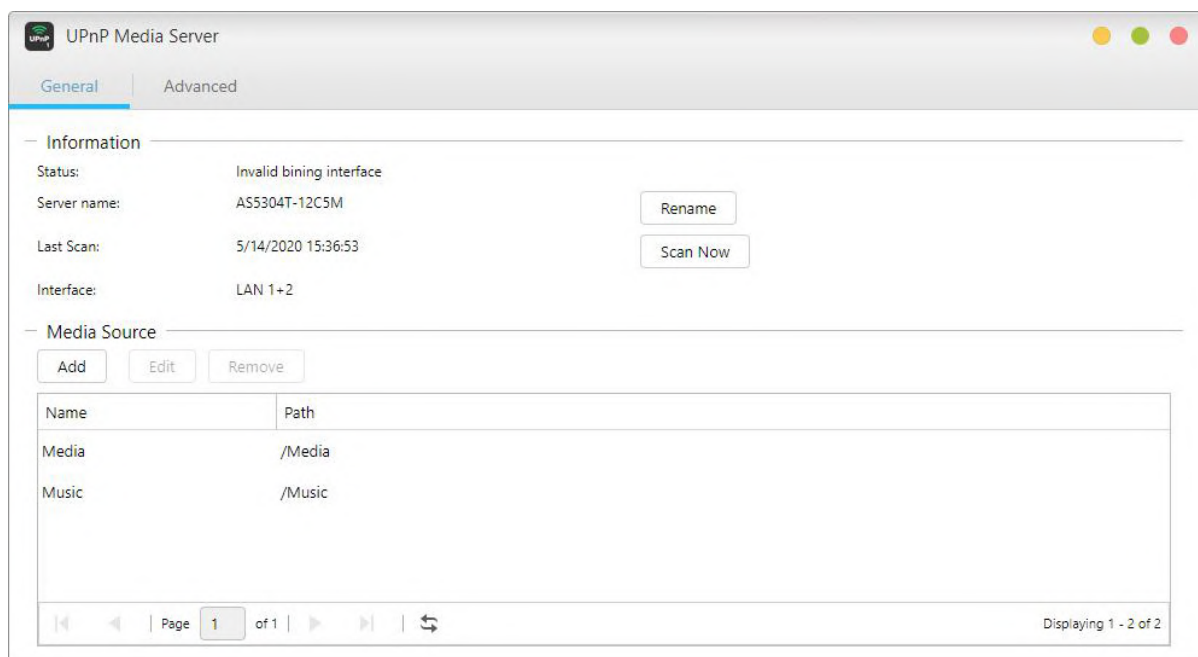 UPnP
1
UPnP Media Server
General Advanced
Information
Status: Invalid bining interface
Server name: AS5304T-12C5M Rename
Last Scan: 5/14/2020 15:36:53 Scan Now
Interface: LAN 1+2
Media Source
Add Edit Remove
Name Path
Media /Media
Music /Music
Page 1 of 1 Displaying 1 - 2 of 2